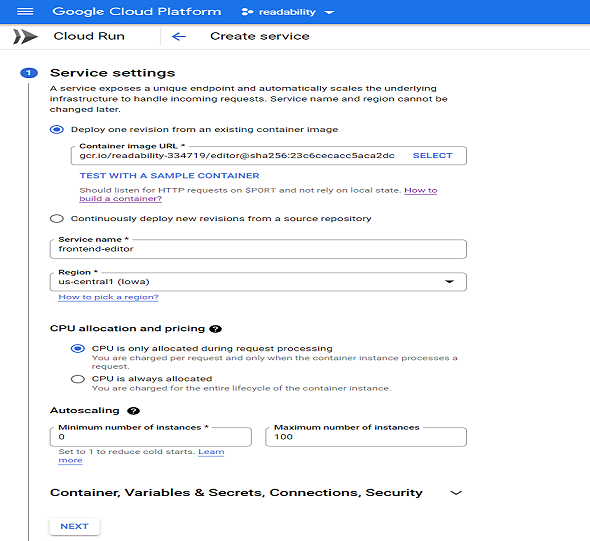 Google Cloud Platform readability
Cloud Run Create service
1 Service settings
A service exposes a unique endpoint and automatically scales the underlying
infrastructure to handle incoming requests. Service name and region cannot be
changed later.
Deploy one revision from an existing container image
Container image URL *
gcr.io/readability-334719/editor@sha256:23c6cecacc5aca2dc SELECT
TEST WITH A SAMPLE CONTAINER
Should listen for HTTP requests on $PORT and not rely on local state. How to
build a container?
Continuously deploy new revisions from a source repository
Service name *
frontend-editor
Region *
us-central1 (Iowa)
How to pick a region?
CPU allocation and pricing ?
CPU is only allocated during request processing
You are charged per request and only when the container instance processes a
request.
CPU is always allocated
You are charged for the entire lifecycle of the container instance.
Autoscaling ?
Minimum number of instances * Maximum number of instances
0 100
Set to 1 to reduce cold starts. Learn
more
Container, Variables & Secrets, Connections, Security
NEXT